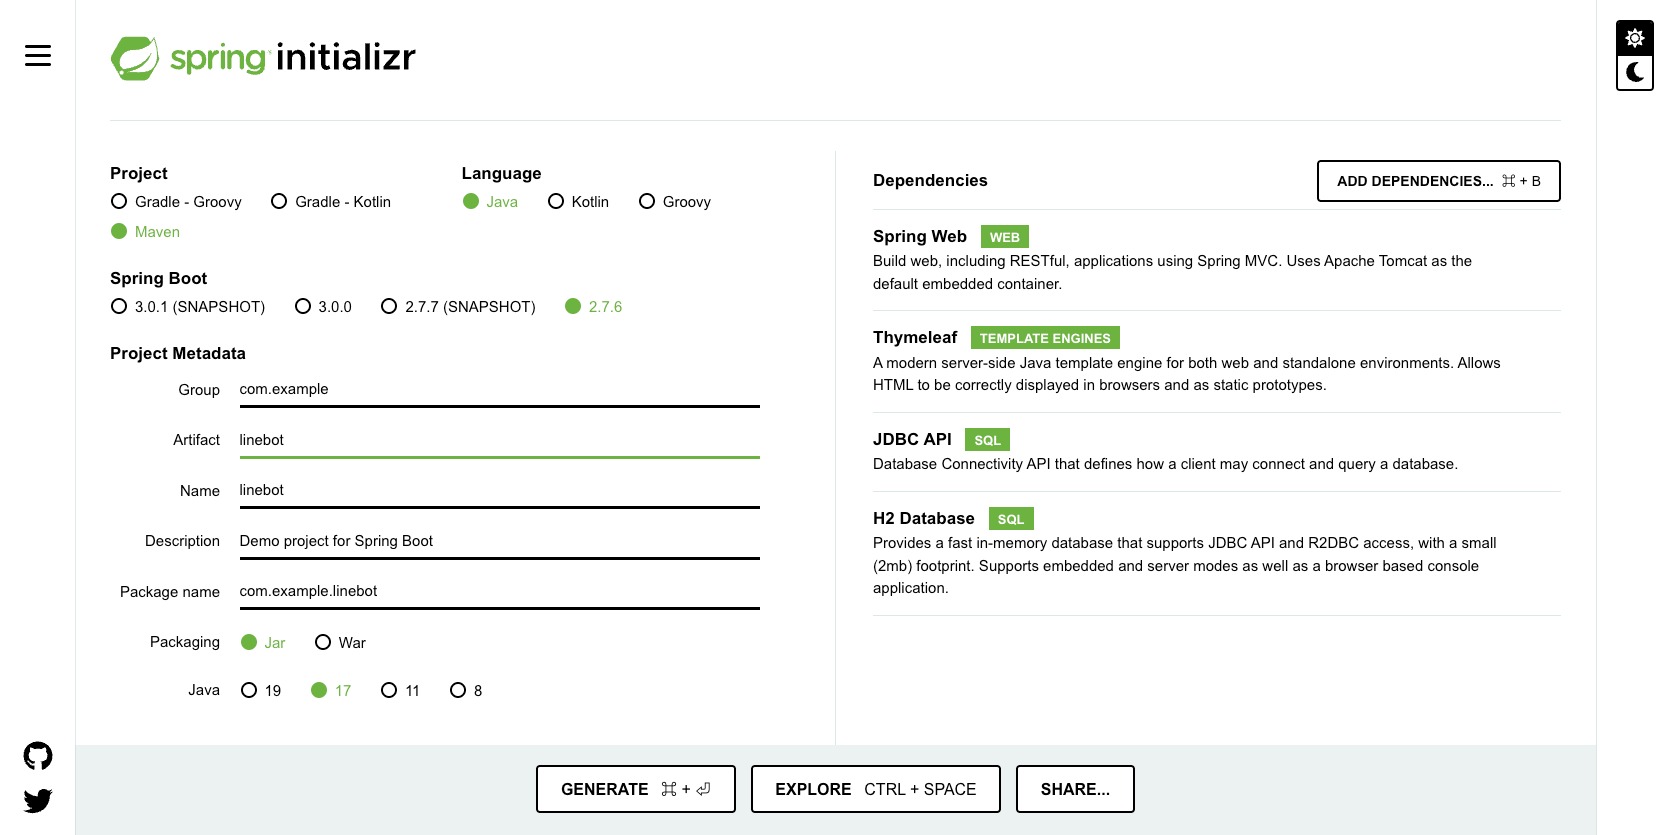 spring initializr
Project
Gradle - Groovy Gradle - Kotlin
Maven
Language
Java Kotlin Groovy
Spring Boot
3.0.1 (SNAPSHOT) 3.0.0 2.7.7 (SNAPSHOT) 2.7.6
Project Metadata
Group com.example
Artifact linebot
Name linebot
Description Demo project for Spring Boot
Package name com.example.linebot
Packaging Jar War
Java 19 17 11 8
Dependencies
ADD DEPENDENCIES... ⌘ + B
Spring Web WEB
Build web, including RESTful, applications using Spring MVC. Uses Apache Tomcat as the
default embedded container.
Thymeleaf TEMPLATE ENGINES
A modern server-side Java template engine for both web and standalone environments. Allows
HTML to be correctly displayed in browsers and as static prototypes.
JDBC API SQL
Database Connectivity API that defines how a client may connect and query a database.
H2 Database SQL
Provides a fast in-memory database that supports JDBC API and R2DBC access, with a small
(2mb) footprint. Supports embedded and server modes as well as a browser based console
application.
GENERATE ⌘ + ⏎
EXPLORE CTRL + SPACE
SHARE...